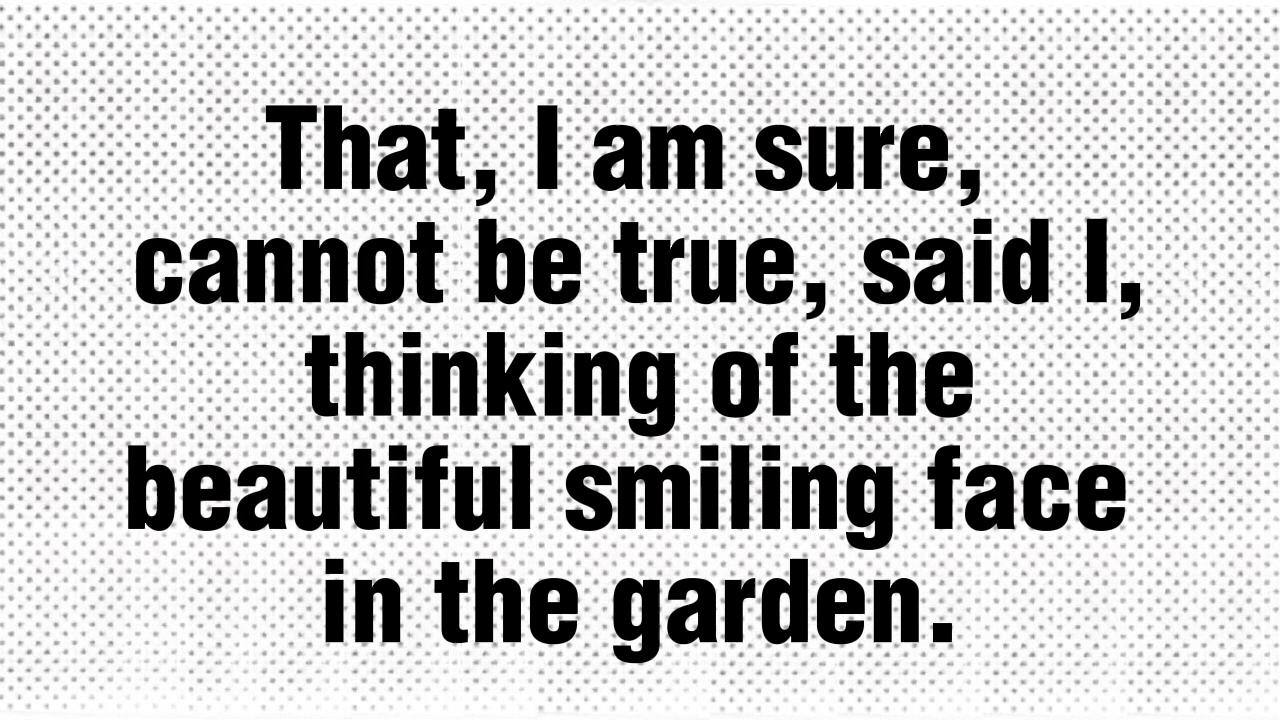 That, I am sure,
cannot be true, said I,
thinking of the
beautiful smiling face
in the garden.